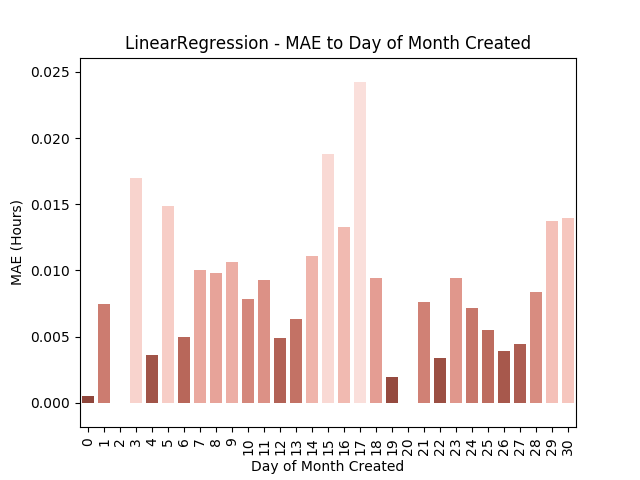 LinearRegression - MAE to Day of Month Created
MAE (Hours)
0.025
0.020
0.015
0.010
0.005
0.000
0 1 2 3 4 5 6 7 8 9 10 11 12 13 14 15 16 17 18 19 20 21 22 23 24 25 26 27 28 29 30
Day of Month Created